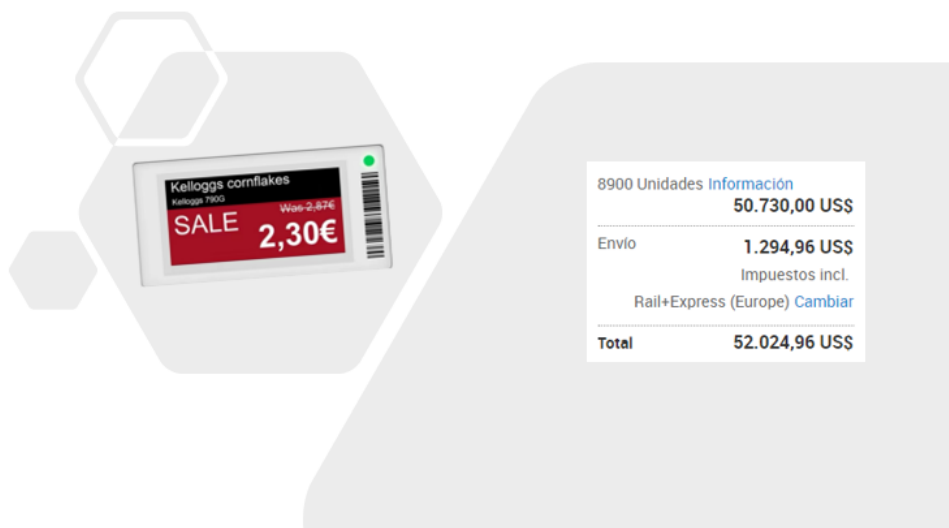 Kelloggs cornflakes
Kelloggs 790G
SALE
Was 2,87€
2,30€
8900 Unidades Información
50.730,00 US$
Envío 1.294,96 US$
Impuestos incl.
Rail+Express (Europe) Cambiar
Total 52.024,96 US$